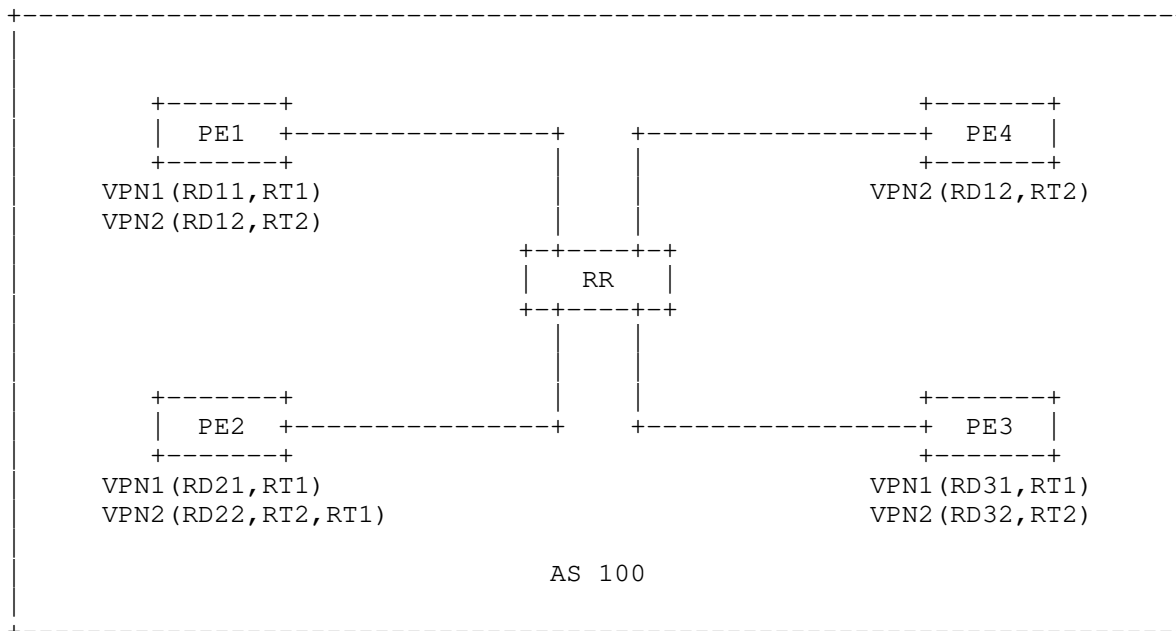 PE1 PE4
VPN1(RD11,RT1) VPN2(RD12,RT2)
VPN2(RD12,RT2)
RR
PE2 PE3
VPN1(RD21,RT1) VPN1(RD31,RT1)
VPN2(RD22,RT2,RT1) VPN2(RD32,RT2)
AS 100